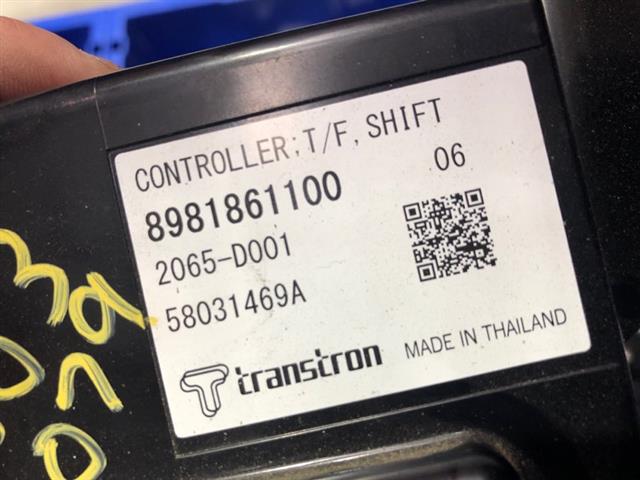 CONTROLLER;T/F, SHIFT
8981861100
06
2065-D001
58031469A
transtron
MADE IN THAILAND